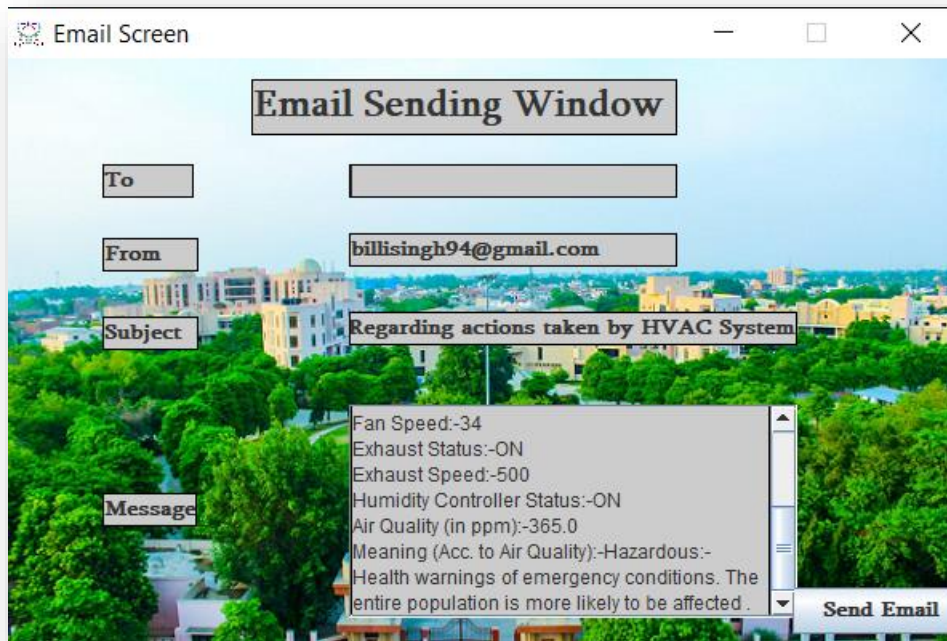 Email Screen
Email Sending Window
To
From
billisingh94@gmail.com
Subject
Regarding actions taken by HVAC System
Message
Fan Speed:-34
Exhaust Status:-ON
Exhaust Speed:-500
Humidity Controller Status:-ON
Air Quality (in ppm):-365.0
Meaning (Acc. to Air Quality):-Hazardous:-
Health warnings of emergency conditions. The
entire population is more likely to be affected .
Send Email